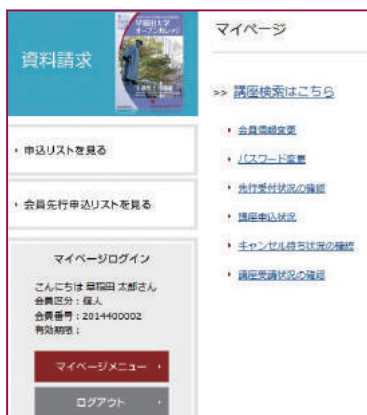 資料請求
早稲田大学
オープンカレッジ
申込リストを見る
会員先行申込リストを見る
マイページログイン
こんにちは 早稲田 太郎さん
会員区分：個人
会員番号：2014400002
有効期限：
マイページメニュー
ログアウト
マイページ
>> 講座検索はこちら
会員情報変更
パスワード変更
先行受付状況の確認
講座申込状況
キャンセル待ち状況の確認
講座受講状況の確認